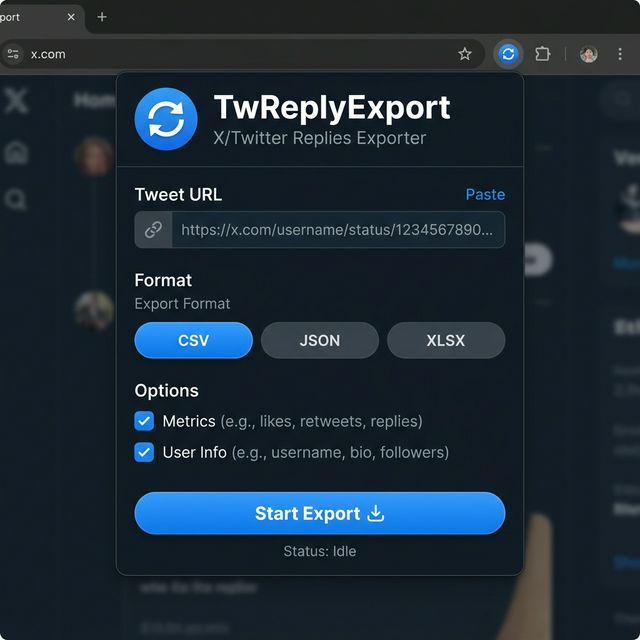 port
x.com
Hom
TwReplyExport
X/Twitter Replies Exporter
Tweet URL
Paste
https://x.com/username/status/1234567890...
Format
Export Format
CSV
JSON
XLSX
Options
Metrics (e.g., likes, retweets, replies)
User Info (e.g., username, bio, followers)
Start Export
Status: Idle